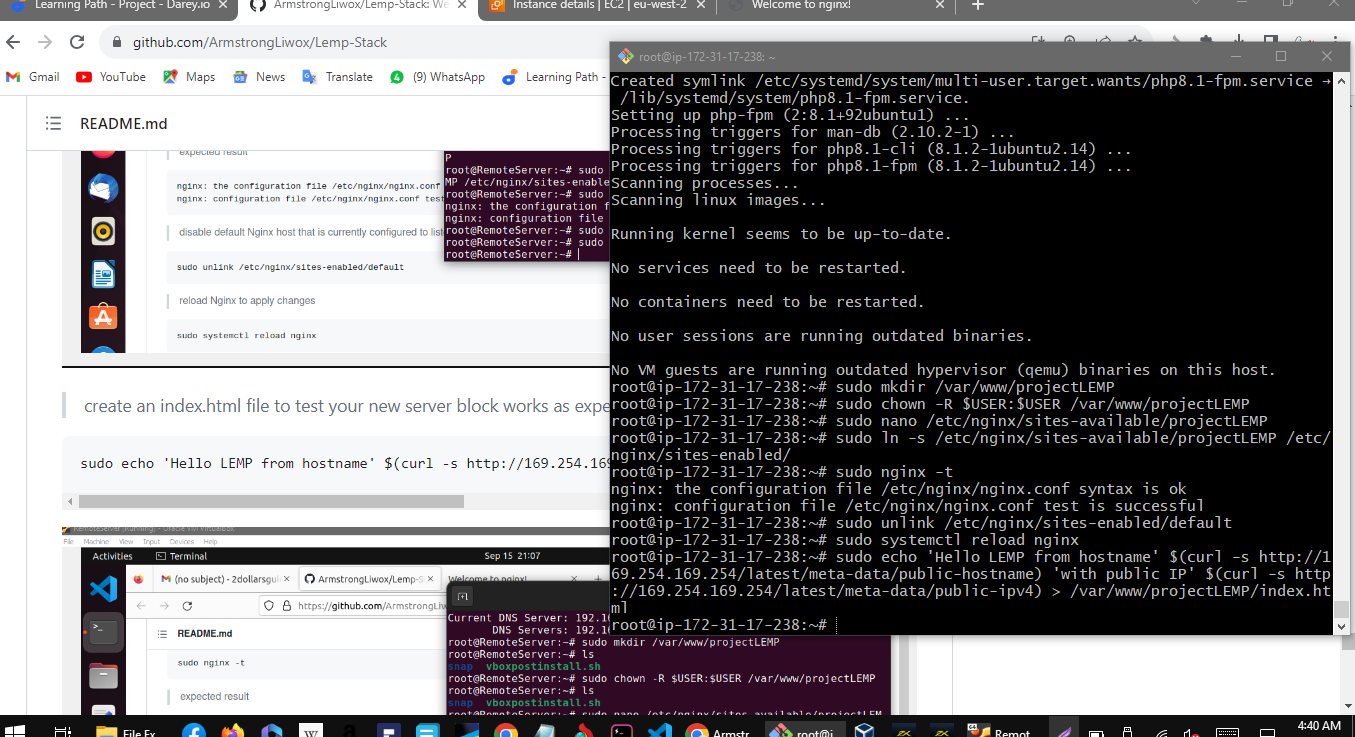 Learning Path - Project - Darey.io
ArmstrongLiwox/Lemp-Stack: We
Instance details | EC2 | eu-west-2
Welcome to nginx!
github.com/ArmstrongLiwox/Lemp-Stack
Gmail
YouTube
Maps
News
Translate
(9) WhatsApp
Learning Path -
README.md
expected result
nginx: the configuration file /etc/nginx/nginx.conf
nginx: configuration file /etc/nginx/nginx.conf test
disable default Nginx host that is currently configured to list
sudo unlink /etc/nginx/sites-enabled/default
reload Nginx to apply changes
sudo systemctl reload nginx
P
root@RemoteServer:~# sudo
MP /etc/nginx/sites-enable
root@RemoteServer:~# sudo
nginx: the configuration f
nginx: configuration file
root@RemoteServer:~# sudo
root@RemoteServer:~# sudo
root@RemoteServer:~#
create an index.html file to test your new server block works as expe
sudo echo 'Hello LEMP from hostname' $(curl -s http://169.254.169
RemoteServer [Running] - Oracle VM VirtualBox
File Machine View Input Devices Help
Activities
Terminal
Sep 15 21:07
(no subject) - 2dollarsgui
ArmstrongLiwox/Lemp-S
Welcome to nginx!
https://github.com/ArmstrongLiw
README.md
sudo nginx -t
expected result
Current DNS Server: 192.16
DNS Servers: 192.16
root@RemoteServer:~# sudo mkdir /var/www/projectLEMP
root@RemoteServer:~# ls
snap vboxpostinstall.sh
root@RemoteServer:~# sudo chown -R $USER:$USER /var/www/projectLEMP
root@RemoteServer:~# ls
snap vboxpostinstall.sh
root@RemoteServer:~# sudo nano /etc/nginx/sites-available/projectLEM
root@ip-172-31-17-238: ~
Created symlink /etc/systemd/system/multi-user.target.wants/php8.1-fpm.service →
/lib/systemd/system/php8.1-fpm.service.
Setting up php-fpm (2:8.1+92ubuntu1) ...
Processing triggers for man-db (2.10.2-1) ...
Processing triggers for php8.1-cli (8.1.2-1ubuntu2.14) ...
Processing triggers for php8.1-fpm (8.1.2-1ubuntu2.14) ...
Scanning processes...
Scanning linux images...
Running kernel seems to be up-to-date.
No services need to be restarted.
No containers need to be restarted.
No user sessions are running outdated binaries.
No VM guests are running outdated hypervisor (qemu) binaries on this host.
root@ip-172-31-17-238:~# sudo mkdir /var/www/projectLEMP
root@ip-172-31-17-238:~# sudo chown -R $USER:$USER /var/www/projectLEMP
root@ip-172-31-17-238:~# sudo nano /etc/nginx/sites-available/projectLEMP
root@ip-172-31-17-238:~# sudo ln -s /etc/nginx/sites-available/projectLEMP /etc/
nginx/sites-enabled/
root@ip-172-31-17-238:~# sudo nginx -t
nginx: the configuration file /etc/nginx/nginx.conf syntax is ok
nginx: configuration file /etc/nginx/nginx.conf test is successful
root@ip-172-31-17-238:~# sudo unlink /etc/nginx/sites-enabled/default
root@ip-172-31-17-238:~# sudo systemctl reload nginx
root@ip-172-31-17-238:~# sudo echo 'Hello LEMP from hostname' $(curl -s http://1
69.254.169.254/latest/meta-data/public-hostname) 'with public IP' $(curl -s http
://169.254.169.254/latest/meta-data/public-ipv4) > /var/www/projectLEMP/index.ht
ml
root@ip-172-31-17-238:~#
File Ex
Armstr
root@i
Remot
4:40 AM